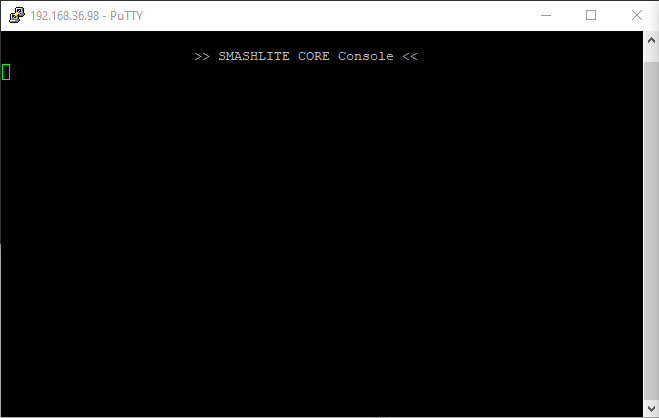 192.168.36.98 - PuTTY
>> SMASHLITE CORE Console <<